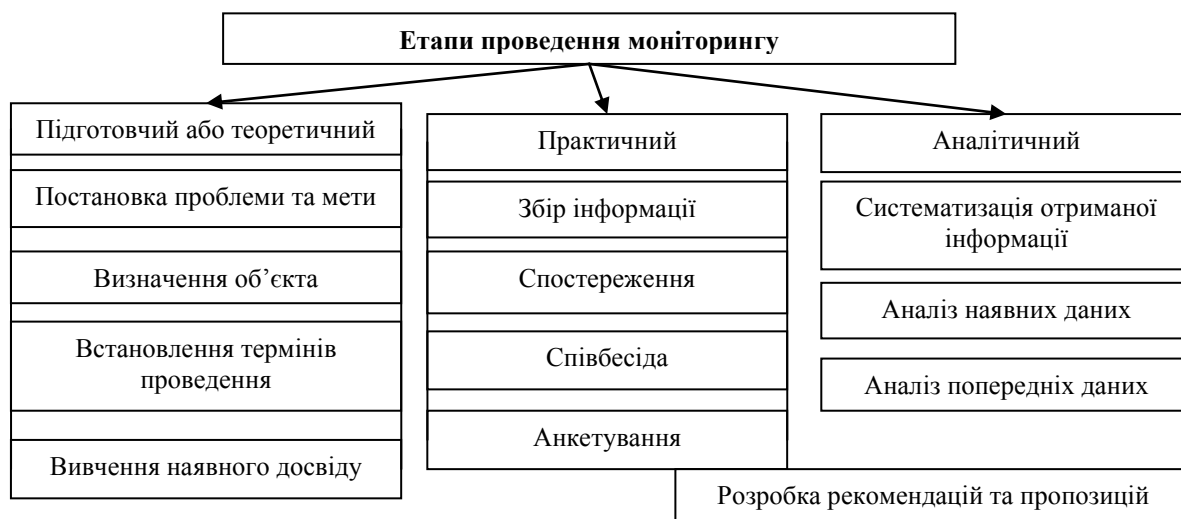 Етапи проведення моніторингу
Підготовчий або теоретичний
Постановка проблеми та мети
Визначення об’єкта
Встановлення термінів
проведення
Вивчення наявного досвіду
Практичний
Збір інформації
Спостереження
Співбесіда
Анкетування
Аналітичний
Систематизація отриманої
інформації
Аналіз наявних даних
Аналіз попередніх даних
Розробка рекомендацій та пропозицій